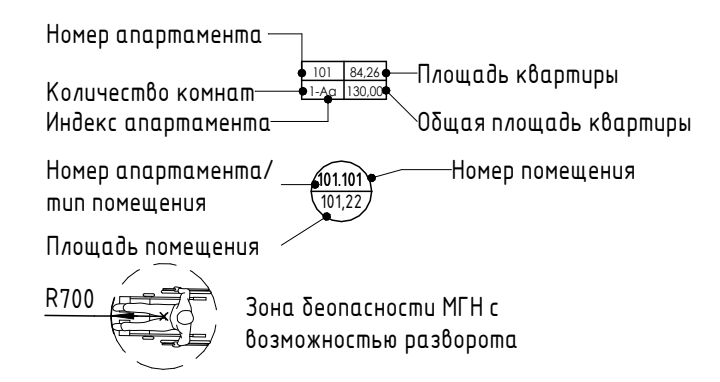 Номер апартамента
101 84,26
Площадь квартиры
Количество комнат
1-Аа 130,00
Индекс апартамента
Общая площадь квартиры
Номер апартамента/
тип помещения
101.101
101,22
Номер помещения
Площадь помещения
R700
Зона беопасности МГН с
возможностью разворота